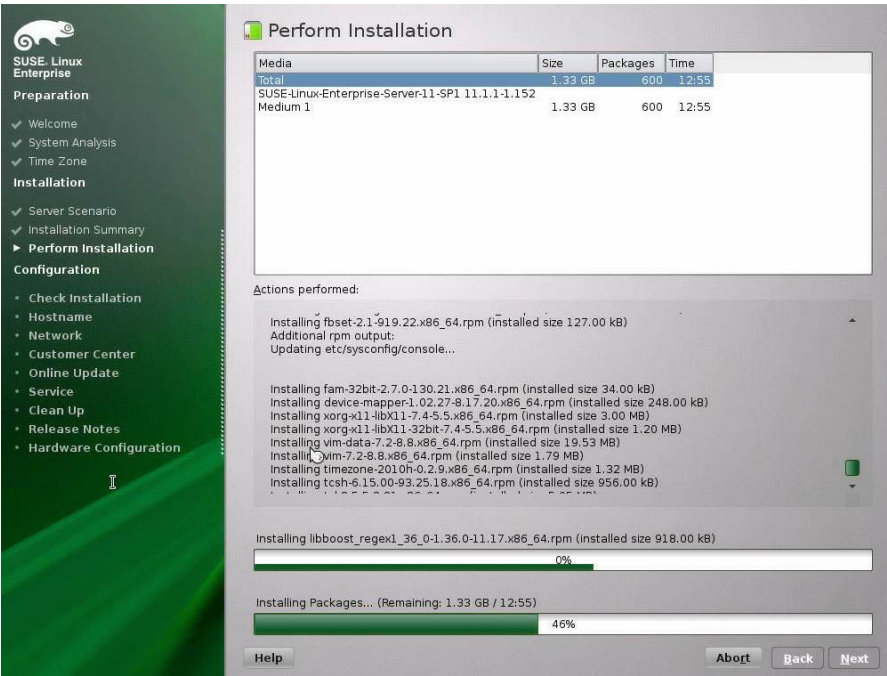 SUSE. Linux
Enterprise
Preparation
Welcome
System Analysis
Time Zone
Installation
Server Scenario
Installation Summary
Perform Installation
Configuration
Check Installation
Hostname
Network
Customer Center
Online Update
Service
Clean Up
Release Notes
Hardware Configuration
Perform Installation
Media Size Packages Time
Total 1.33 GB 600 12:55
SUSE-Linux-Enterprise-Server-11-SP1 11.1.1-1.152
Medium 1 1.33 GB 600 12:55
Actions performed:
Installing fbset-2.1-919.22.x86_64.rpm (installed size 127.00 kB)
Additional rpm output:
Updating etc/sysconfig/console...
Installing fam-32bit-2.7.0-130.21.x86_64.rpm (installed size 34.00 kB)
Installing device-mapper-1.02.27-8.17.20.x86_64.rpm (installed size 248.00 kB)
Installing xorg-x11-libX11-7.4-5.5.x86_64.rpm (installed size 3.00 MB)
Installing xorg-x11-libX11-32bit-7.4-5.5.x86_64.rpm (installed size 1.20 MB)
Installing vim-data-7.2-8.8.x86_64.rpm (installed size 19.53 MB)
Installing vim-7.2-8.8.x86_64.rpm (installed size 1.79 MB)
Installing timezone-2010h-0.2.9.x86_64.rpm (installed size 1.32 MB)
Installing tcsh-6.15.00-93.25.18.x86_64.rpm (installed size 956.00 kB)
Installing libboost_regex1_36_0-1.36.0-11.17.x86_64.rpm (installed size 918.00 kB)
0%
Installing Packages... (Remaining: 1.33 GB / 12:55)
46%
Help Abort Back Next